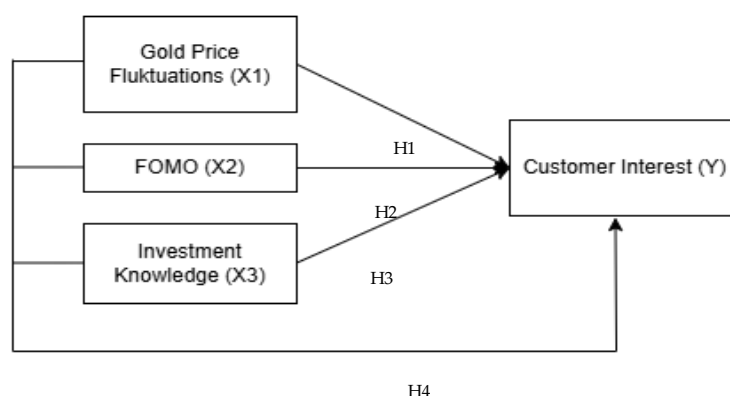 Gold Price
Fluktuations (X1)
H1
FOMO (X2)
Customer Interest (Y)
H2
Investment
Knowledge (X3)
H3
H4